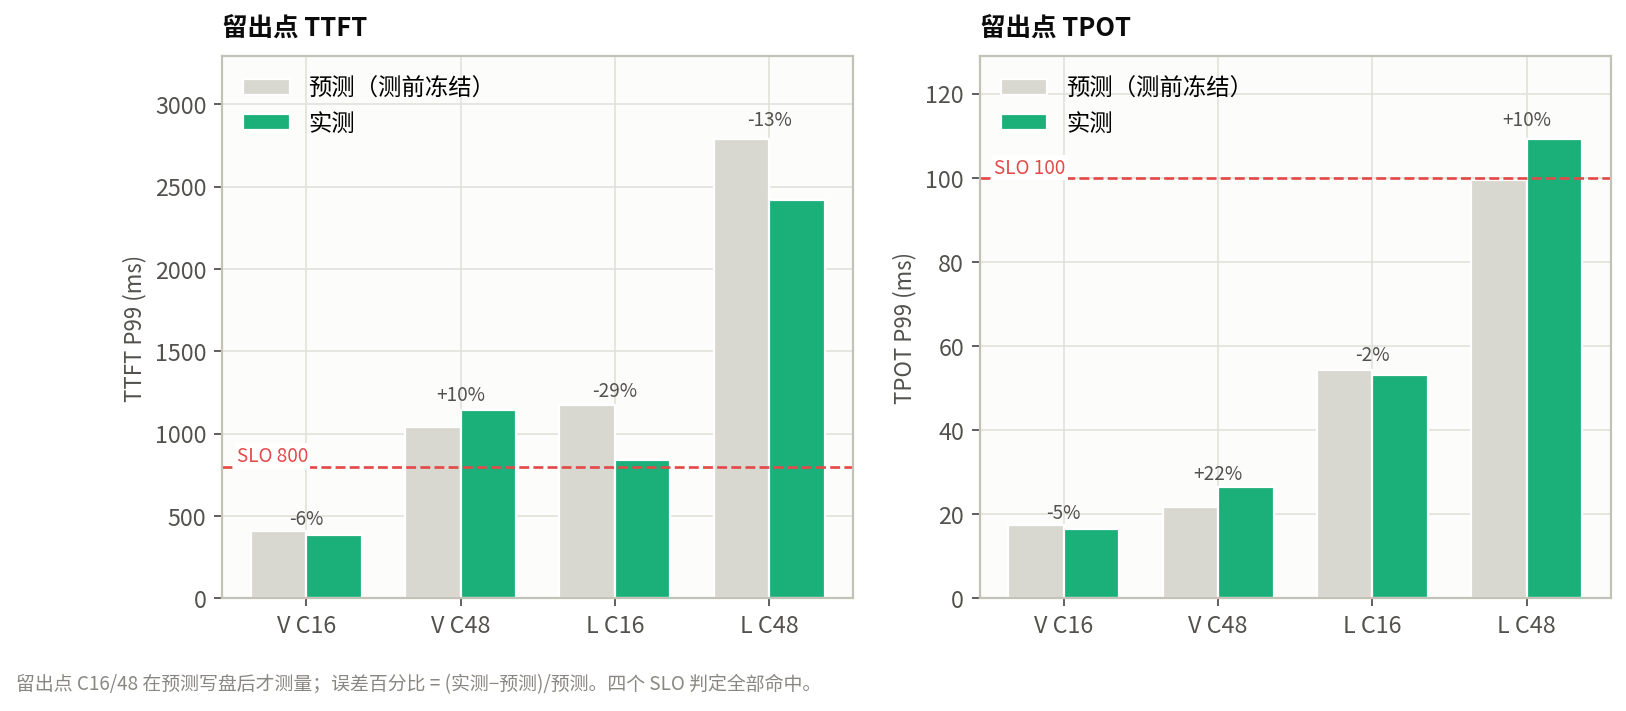 留出点 TTFT
预测（测前冻结）
实测
SLO 800
-6%
+10%
-29%
-13%
TTFT P99 (ms)
3000
2500
2000
1500
1000
500
0
V C16
V C48
L C16
L C48
留出点 TPOT
预测（测前冻结）
实测
SLO 100
-5%
+22%
-2%
+10%
TPOT P99 (ms)
120
100
80
60
40
20
0
V C16
V C48
L C16
L C48
留出点 C16/48 在预测写盘后才测量；误差百分比 = (实测−预测)/预测。四个 SLO 判定全部命中。